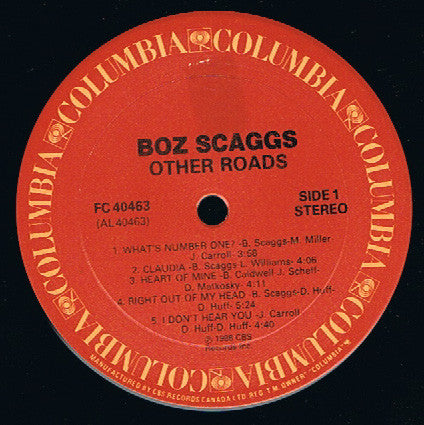 COLUMBIA COLUMBIA COLUMBIA COLUMBIA COLUMBIA COLUMBIA
BOZ SCAGGS
OTHER ROADS
FC 40463
(AL 40463)
SIDE 1
STEREO
1. WHAT'S NUMBER ONE? -B. Scaggs-M. Miller
J. Carroll- 3:58
2. CLAUDIA -B. Scaggs L. Williams- 4:06
3. HEART OF MINE -B. Caldwell J. Scheff-
D. Matkosky- 4:11
4. RIGHT OUT OF MY HEAD -B. Scaggs-D. Huff-
D. Huff- 5:24
5. I DON'T HEAR YOU -J. Carroll-
D. Huff-D. Huff- 4:40
℗ 1988 CBS
Records Inc.
MANUFACTURED BY CBS RECORDS CANADA LTD REG T.M. OWNER "COLUMBIA"